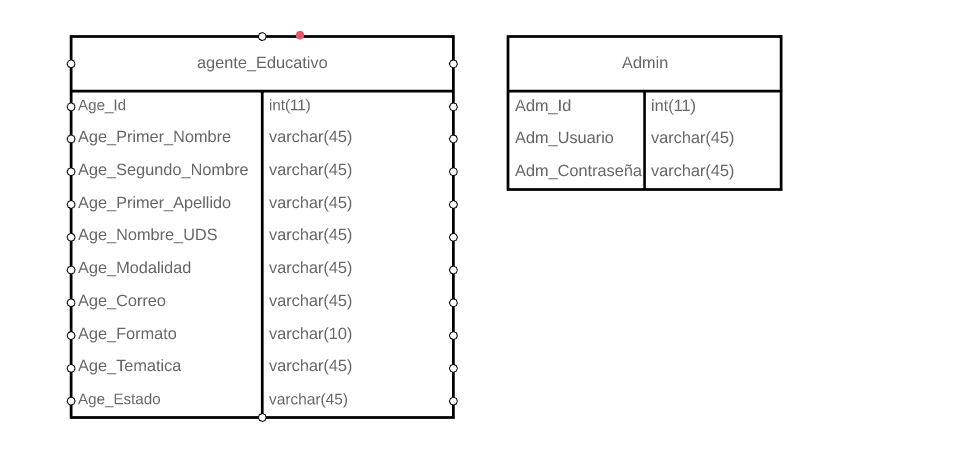 agente_Educativo
Age_Id int(11)
Age_Primer_Nombre varchar(45)
Age_Segundo_Nombre varchar(45)
Age_Primer_Apellido varchar(45)
Age_Nombre_UDS varchar(45)
Age_Modalidad varchar(45)
Age_Correo varchar(45)
Age_Formato varchar(10)
Age_Tematica varchar(45)
Age_Estado varchar(45)
Admin
Adm_Id int(11)
Adm_Usuario varchar(45)
Adm_Contraseña varchar(45)